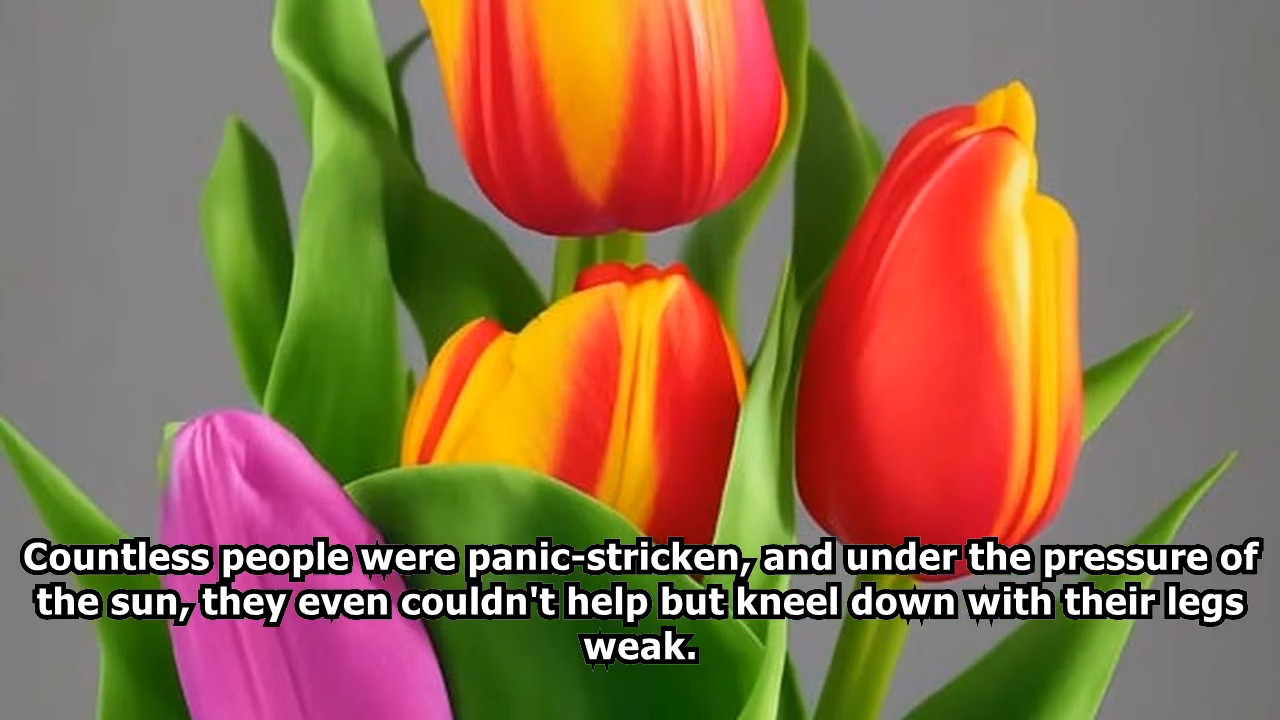 Countless people were panic-stricken, and under the pressure of
the sun, they even couldn't help but kneel down with their legs
weak.